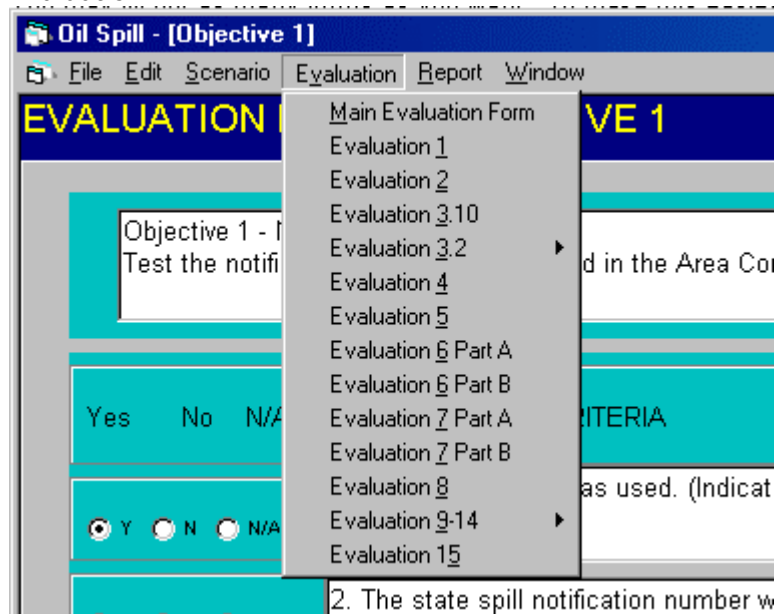 Oil Spill - [Objective 1]
File Edit Scenario Evaluation Report Window
EVALUATION VE 1
Main Evaluation Form
Evaluation 1
Evaluation 2
Evaluation 3.10
Evaluation 3.2
Evaluation 4
Evaluation 5
Evaluation 6 Part A
Evaluation 6 Part B
Evaluation 7 Part A
Evaluation 7 Part B
Evaluation 8
Evaluation 9-14
Evaluation 15
Objective 1 -
Test the notifi d in the Area Co
Yes No N/A ITERIA
Y N N/A as used. (Indicat
2. The state spill notification number w